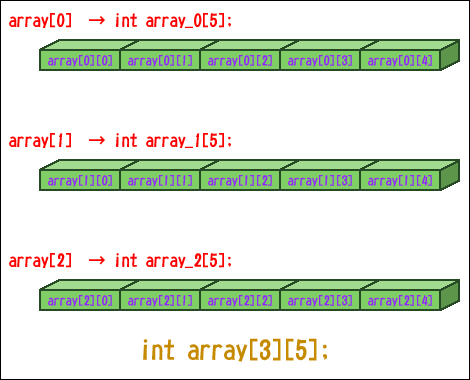 array[0] → int array_0[5];
array[0][0] array[0][1] array[0][2] array[0][3] array[0][4]
array[1] → int array_1[5];
array[1][0] array[1][1] array[1][2] array[1][3] array[1][4]
array[2] → int array_2[5];
array[2][0] array[2][1] array[2][2] array[2][3] array[2][4]
int array[3][5];